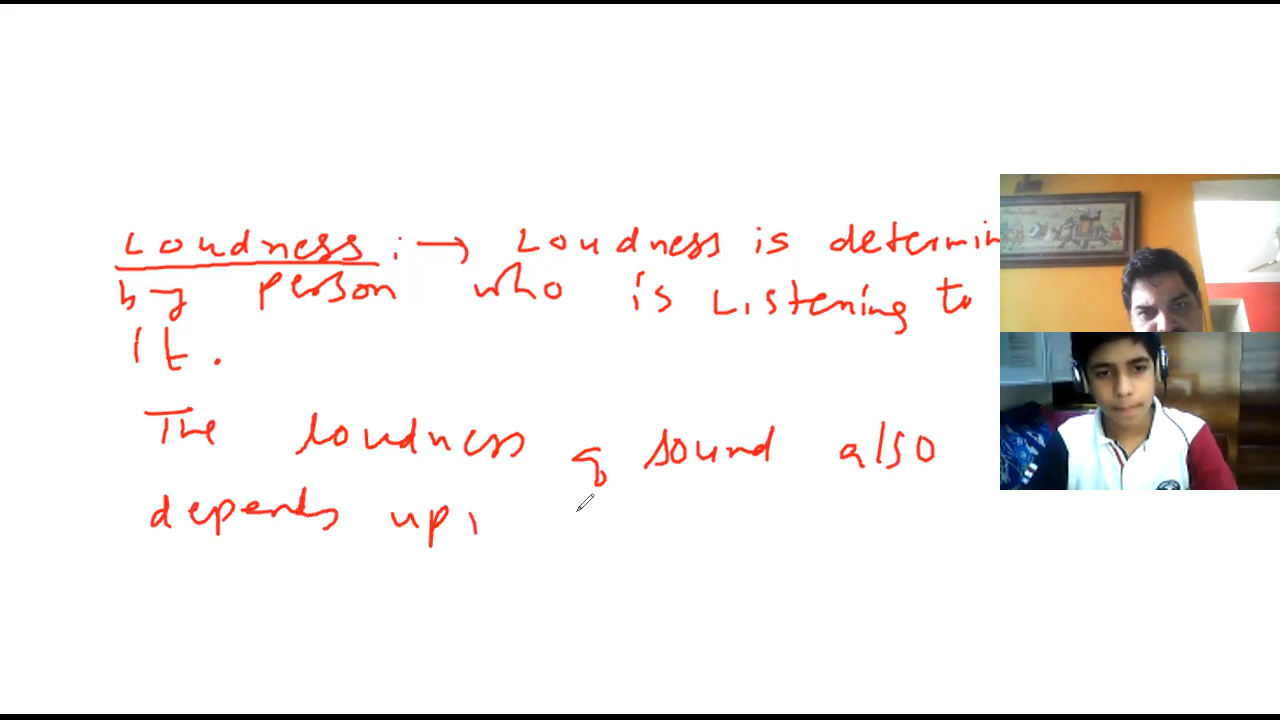 Loudness : → Loudness is determin
by person who is Listening to
it.
The loudness of sound also
depends up